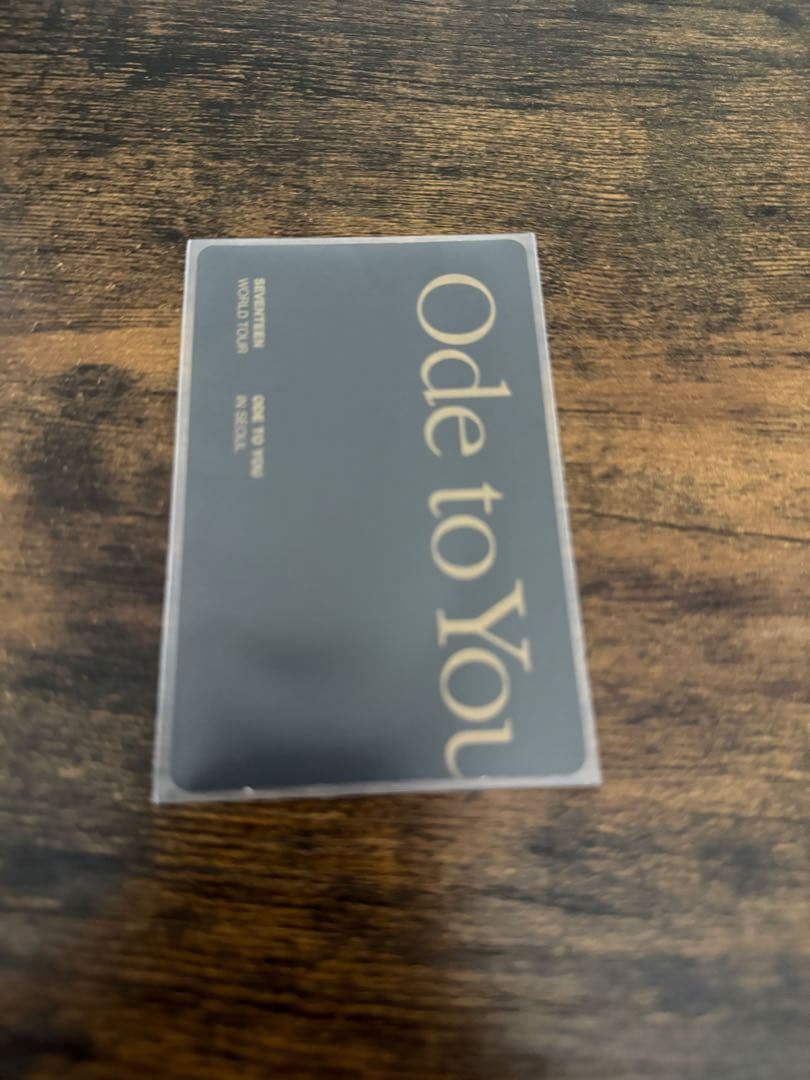 Ode to You
SEVENTEEN
WORLD TOUR
ODE TO YOU
IN SEOUL